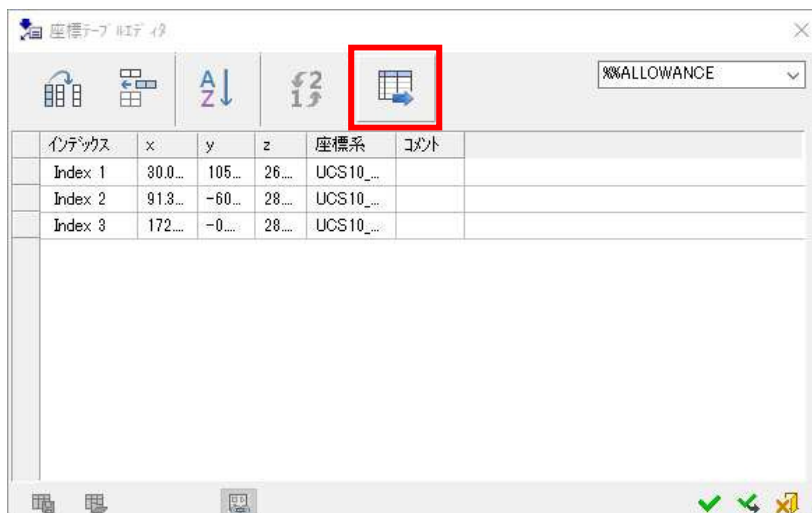 座標テーブルエディタ
%%ALLOWANCE
インデックス x y z 座標系 コメント
Index 1 30.0... 105... 26.... UCS10_...
Index 2 91.3... -60... 28.... UCS10_...
Index 3 172.... -0.... 28.... UCS10_...